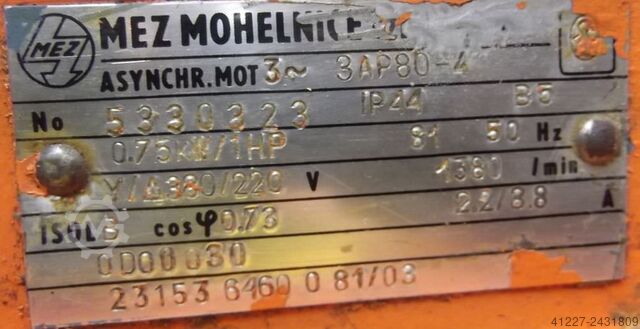 MEZ
MEZ MOHELNICE
ASYNCHR.MOT 3~ 3AP80-4
No 5330323 IP44 B5
0.75kW/1HP 81 50 Hz
Y/Δ380/220 V 1380 /min
ISOL B cosφ 0.73 2.2/3.8 A
0D00030
23153 6460 0 81/03
41227-2431809